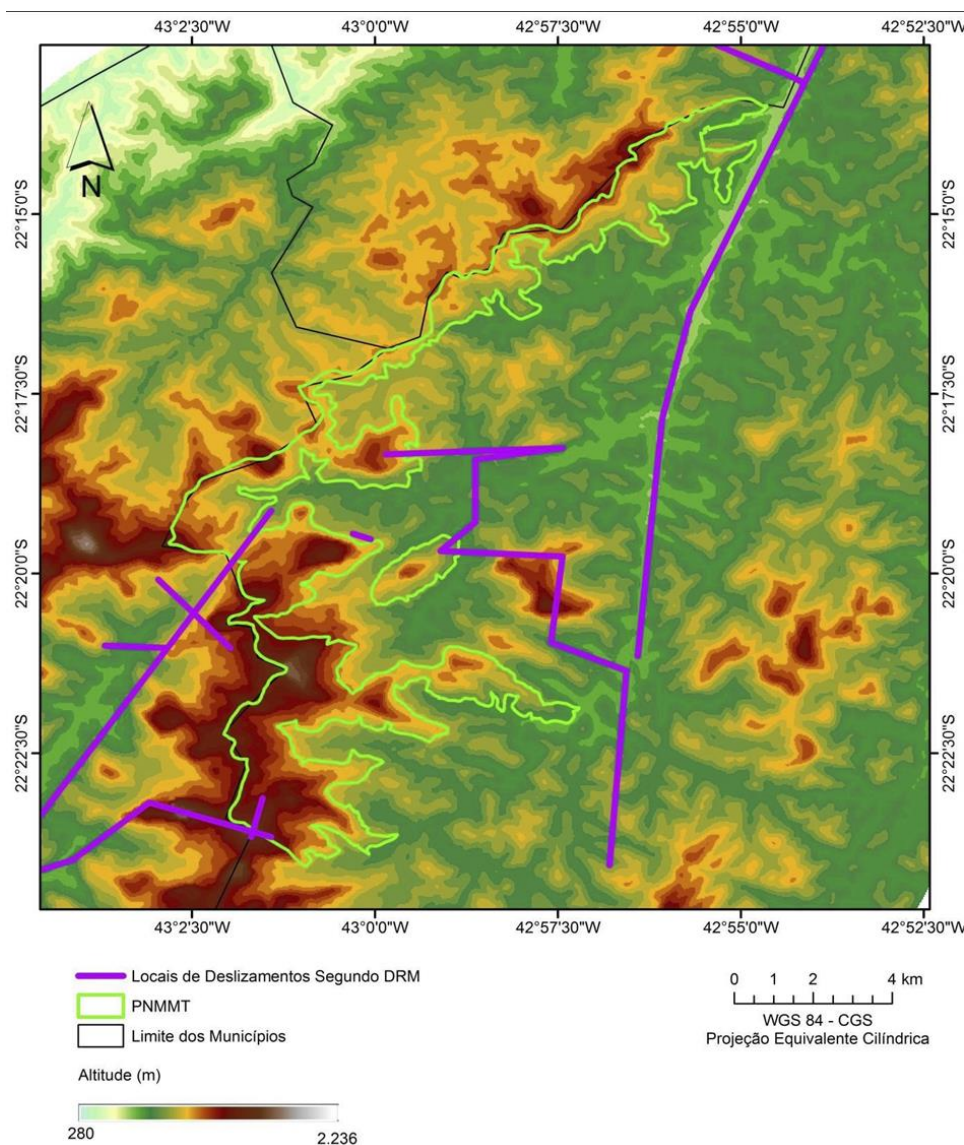 43°2'30"W 43°0'0"W 42°57'30"W 42°55'0"W 42°52'30"W
N
22°15'0"S 22°15'0"S
22°17'30"S 22°17'30"S
22°20'0"S 22°20'0"S
22°22'30"S 22°22'30"S
43°2'30"W 43°0'0"W 42°57'30"W 42°55'0"W 42°52'30"W
Locais de Deslizamentos Segundo DRM
PNMMT
Limite dos Municípios
0 1 2 4 km
WGS 84 - CGS
Projeção Equivalente Cilíndrica
Altitude (m)
280 2.236